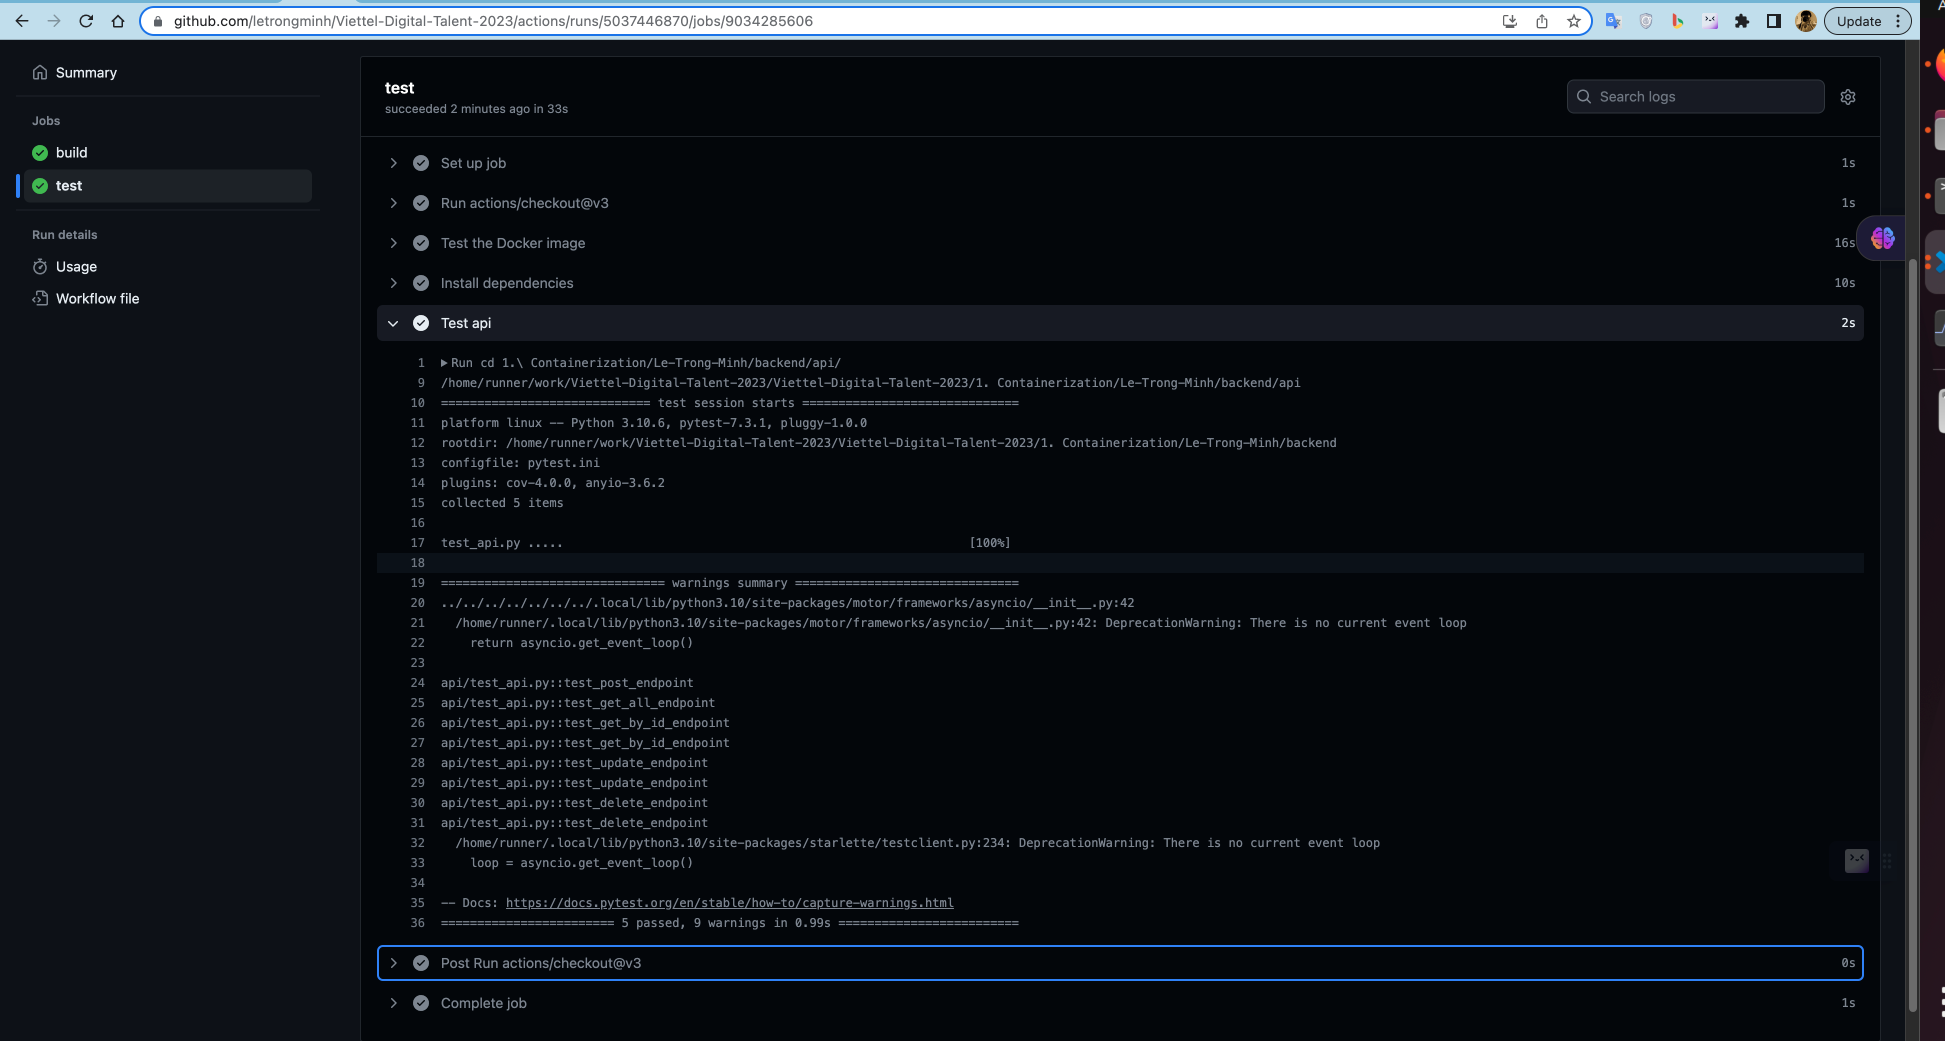 github.com/letrongminh/Viettel-Digital-Talent-2023/actions/runs/5037446870/jobs/9034285606
Update
Summary
Jobs
build
test
Run details
Usage
Workflow file
test
succeeded 2 minutes ago in 33s
Search logs
Set up job 1s
Run actions/checkout@v3 1s
Test the Docker image 16s
Install dependencies 10s
Test api 2s
1 Run cd 1.\ Containerization/Le-Trong-Minh/backend/api/
9 /home/runner/work/Viettel-Digital-Talent-2023/Viettel-Digital-Talent-2023/1. Containerization/Le-Trong-Minh/backend/api
10 ============================= test session starts ==============================
11 platform linux -- Python 3.10.6, pytest-7.3.1, pluggy-1.0.0
12 rootdir: /home/runner/work/Viettel-Digital-Talent-2023/Viettel-Digital-Talent-2023/1. Containerization/Le-Trong-Minh/backend
13 configfile: pytest.ini
14 plugins: cov-4.0.0, anyio-3.6.2
15 collected 5 items
16
17 test_api.py ..... [100%]
18
19 =============================== warnings summary ===============================
20 ../../../../../../../.local/lib/python3.10/site-packages/motor/frameworks/asyncio/__init__.py:42
21 /home/runner/.local/lib/python3.10/site-packages/motor/frameworks/asyncio/__init__.py:42: DeprecationWarning: There is no current event loop
22 return asyncio.get_event_loop()
23
24 api/test_api.py::test_post_endpoint
25 api/test_api.py::test_get_all_endpoint
26 api/test_api.py::test_get_by_id_endpoint
27 api/test_api.py::test_get_by_id_endpoint
28 api/test_api.py::test_update_endpoint
29 api/test_api.py::test_update_endpoint
30 api/test_api.py::test_delete_endpoint
31 api/test_api.py::test_delete_endpoint
32 /home/runner/.local/lib/python3.10/site-packages/starlette/testclient.py:234: DeprecationWarning: There is no current event loop
33 loop = asyncio.get_event_loop()
34
35 -- Docs: https://docs.pytest.org/en/stable/how-to/capture-warnings.html
36 ======================== 5 passed, 9 warnings in 0.99s =========================
Post Run actions/checkout@v3 0s
Complete job 1s